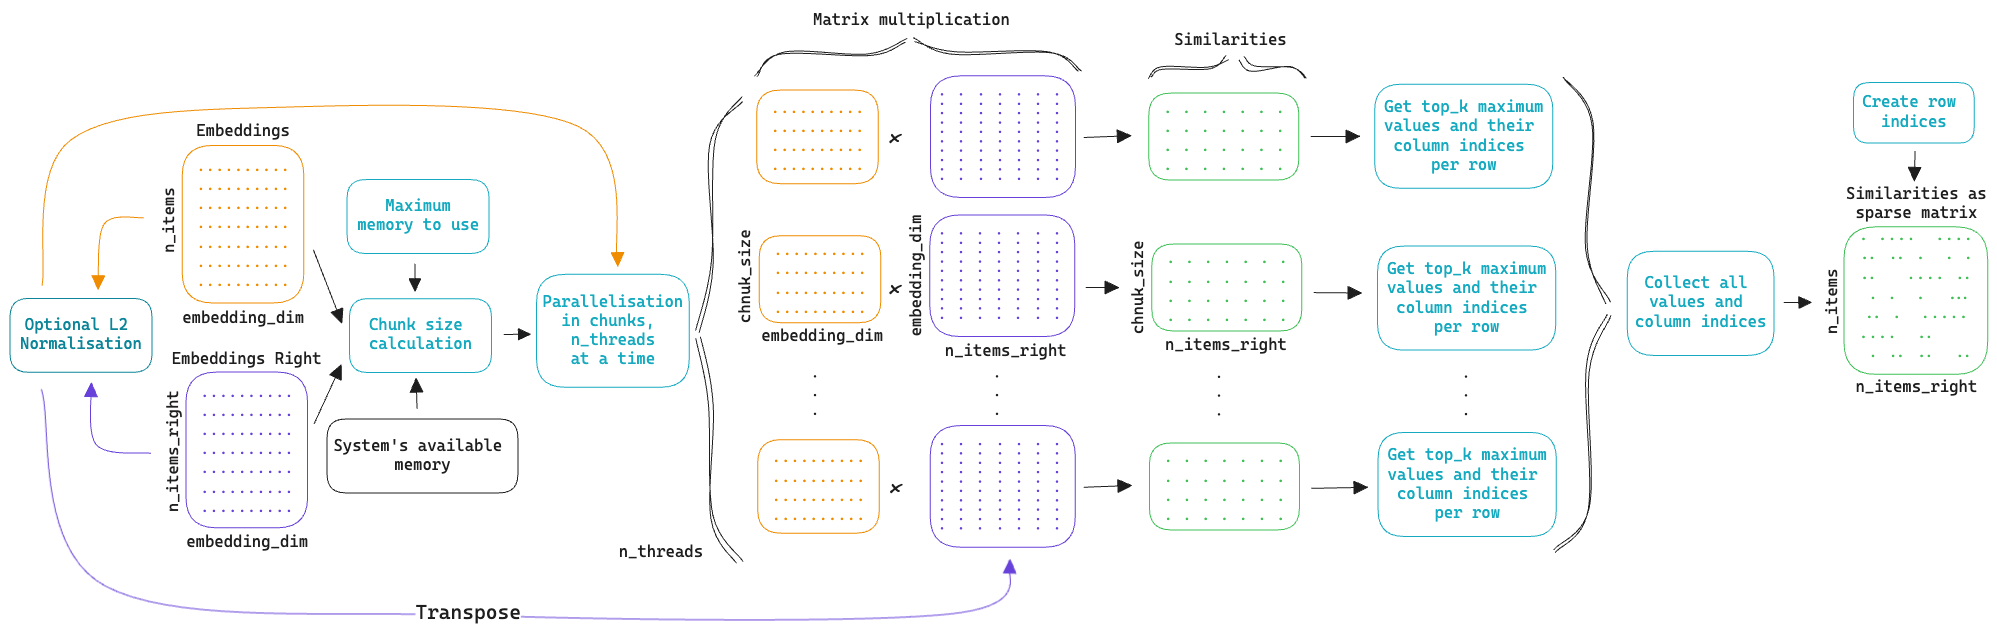 Matrix multiplication
Similarities
Embeddings
n_items
embedding_dim
Optional L2
Normalisation
Embeddings Right
n_items_right
embedding_dim
Maximum
memory to use
Chunk size
calculation
System's available
memory
Parallelisation
in chunks,
n_threads
at a time
n_threads
Transpose
x
Get top_k maximum
values and their
column indices
per row
chnuk_size
embedding_dim
x
embedding_dim
n_items_right
chnuk_size
n_items_right
Get top_k maximum
values and their
column indices
per row
x
Get top_k maximum
values and their
column indices
per row
Collect all
values and
column indices
Create row
indices
Similarities as
sparse matrix
n_items
n_items_right